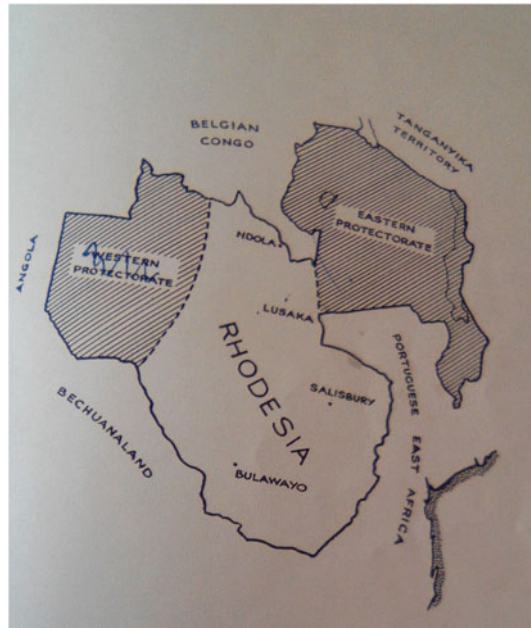 BELGIAN
CONGO
TANGANYIKA
TERRITORY
EASTERN
PROTECTORATE
NDOLA
ANGOLA
WESTERN
PROTECTORATE
LUSAKA
RHODESIA
SALISBURY
PORTUGUESE EAST AFRICA
BECHUANALAND
BULAWAYO